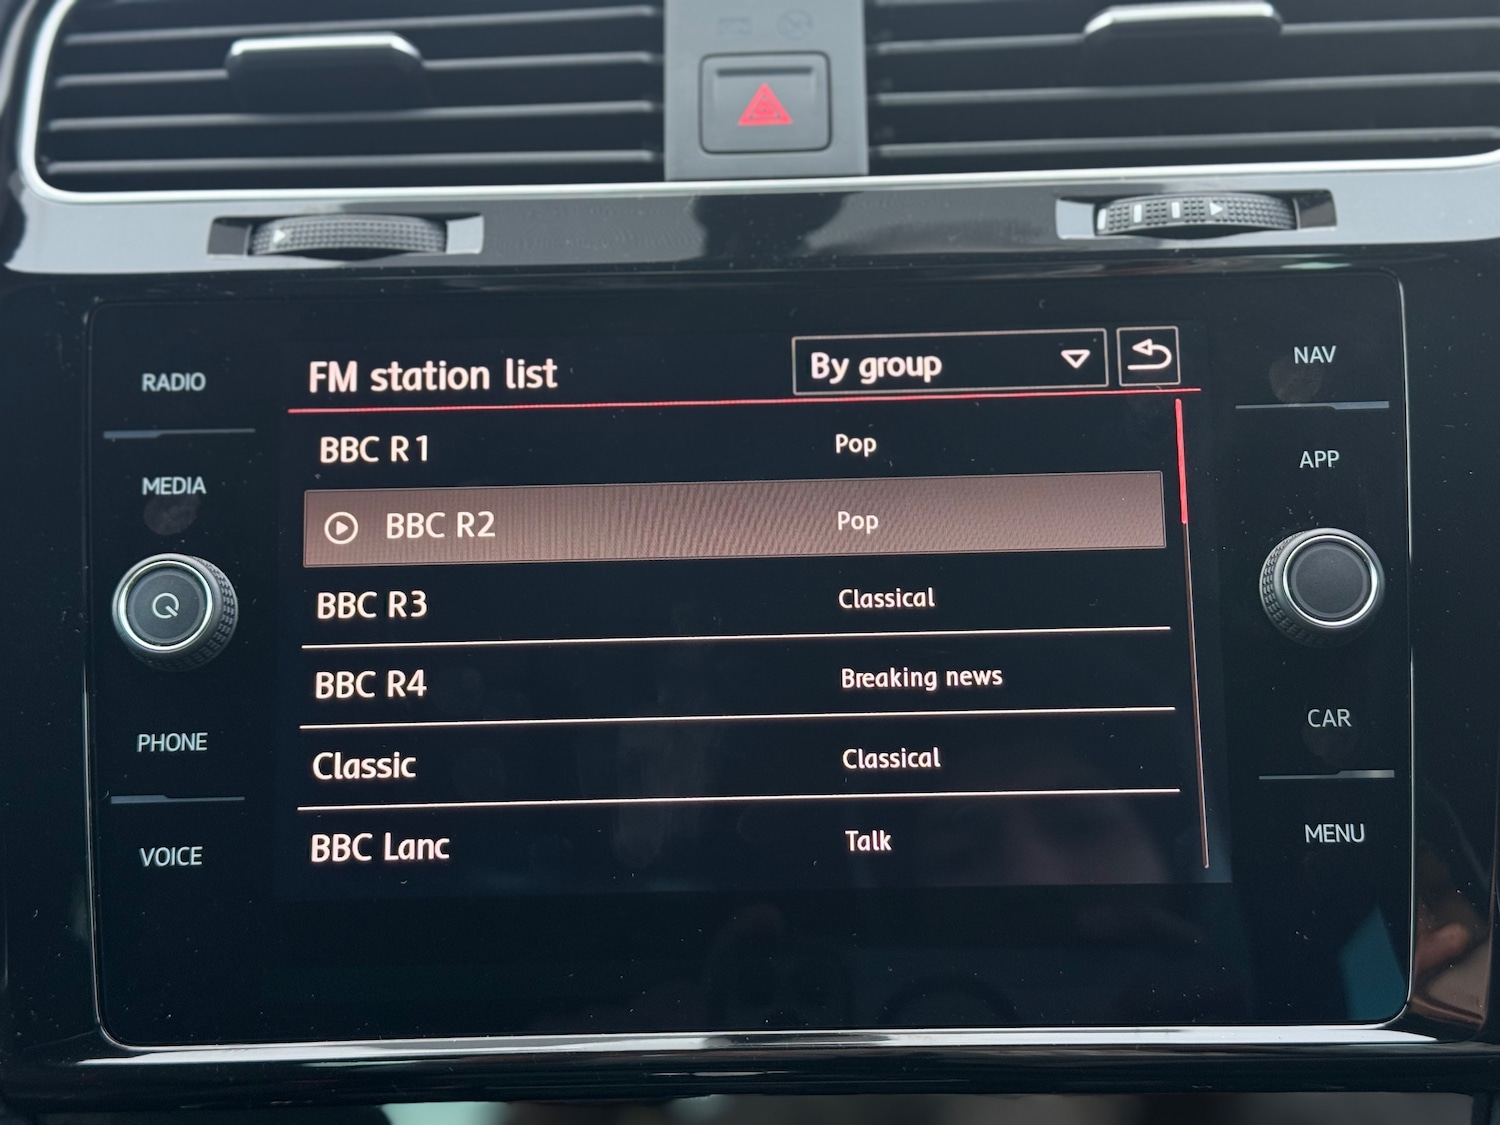 FM station list
By group
BBC R1 Pop
BBC R2 Pop
BBC R3 Classical
BBC R4 Breaking news
Classic Classical
BBC Lanc Talk
RADIO
MEDIA
PHONE
VOICE
NAV
APP
CAR
MENU